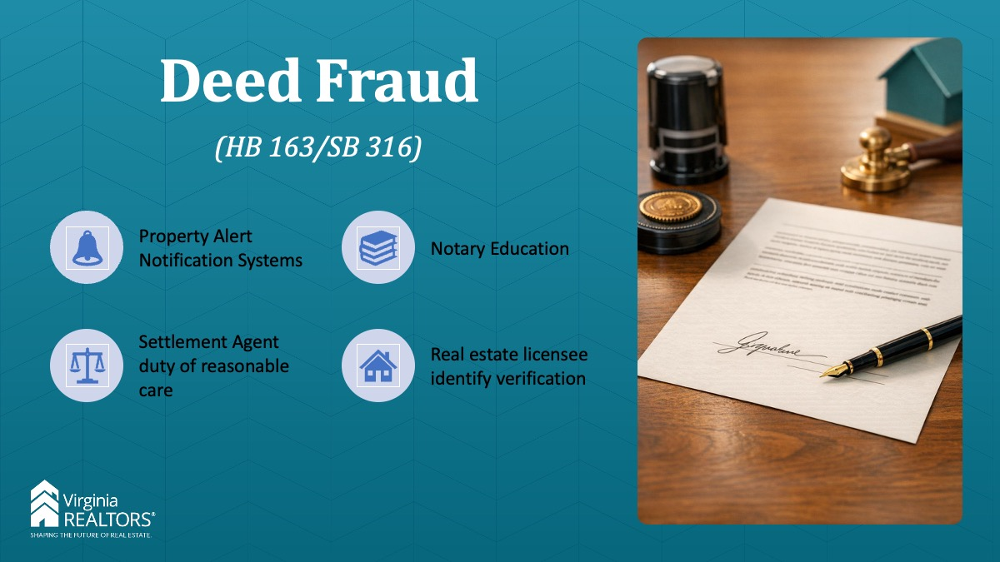 Deed Fraud
(HB 163/SB 316)
Property Alert
Notification Systems
Notary Education
Settlement Agent
duty of reasonable
care
Real estate licensee
identify verification
Virginia
REALTORS®
SHAPING THE FUTURE OF REAL ESTATE.